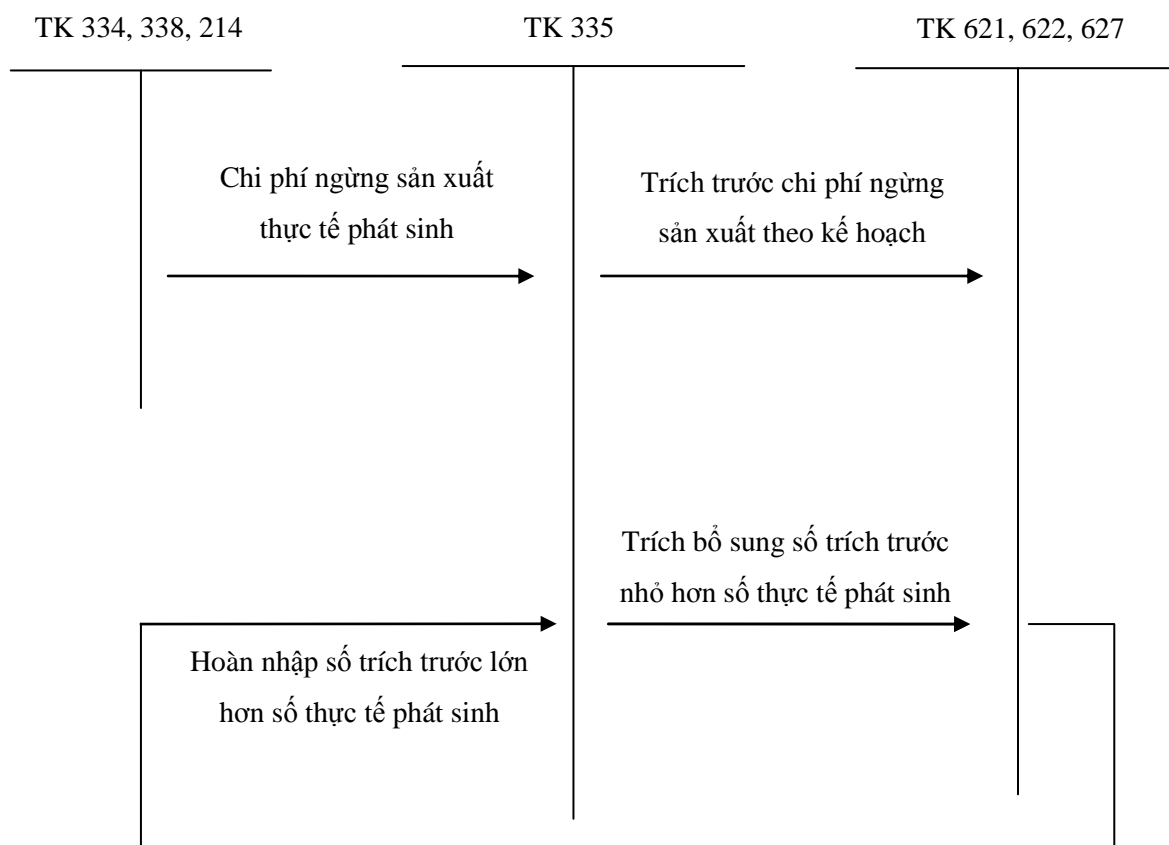 TK 334, 338, 214
TK 335
TK 621, 622, 627
Chi phí ngừng sản xuất
thực tế phát sinh
Trích trước chi phí ngừng
sản xuất theo kế hoạch
Trích bổ sung số trích trước
nhỏ hơn số thực tế phát sinh
Hoàn nhập số trích trước lớn
hơn số thực tế phát sinh